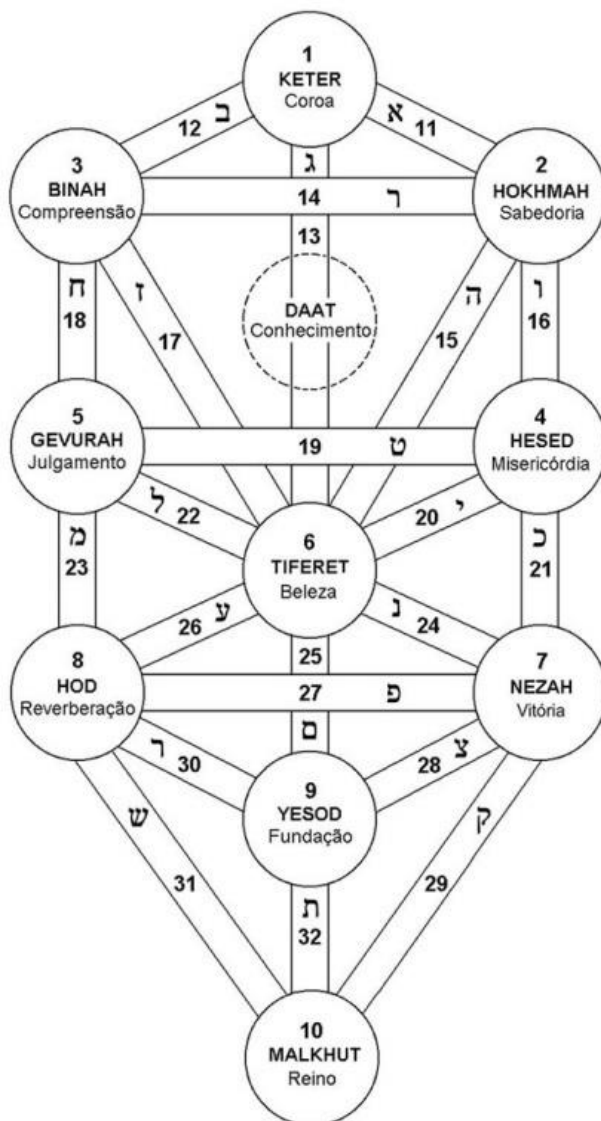 1
KETER
Coroa
12 ב
א 11
ג
3
BINAH
Compreensão
14 ר
2
HOKHMAH
Sabedoria
13
ח
18
ז
17
DAAT
Conhecimento
ה
15
ו
16
5
GEVURAH
Julgamento
19 ט
4
HESED
Misericórdia
ל 22
20 י
מ
23
6
TIFERET
Beleza
כ
21
26 ע
נ 24
25
8
HOD
Reverberação
27 פ
7
NEZAH
Vitória
ם
ר 30
28 צ
9
YESOD
Fundação
ש
31
ק
29
ת
32
10
MALKHUT
Reino